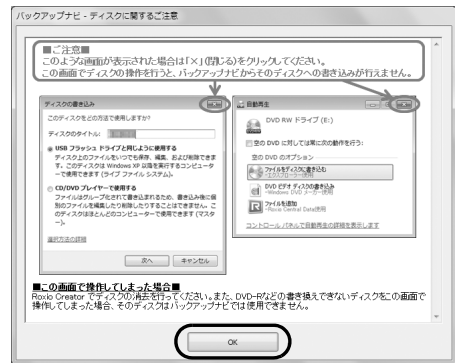 バックアップナビ - ディスクに関するご注意
■ご注意■
このような画面が表示された場合は「×」(閉じる)をクリックしてください。
この画面でディスクの操作を行うと、バックアップナビからそのディスクへの書き込みが行えません。
ディスクの書き込み
このディスクをどの方法で使用しますか?
ディスクのタイトル:
USB フラッシュ ドライブと同じように使用する
ディスク上のファイルをいつでも保存、編集、および削除できま
す。このディスクは Windows XP 以降を実行するコンピュータ
ーで使用できます (ライブ ファイル システム)。
CD/DVD プレイヤーで使用する
ファイルはグループ化されて書き込まれるため、書き込み後に個
別のファイルを編集したり削除したりすることはできません。こ
のディスクはほとんどのコンピューターで使用できます (マスタ
ー)。
選択方法の詳細
次へ
キャンセル
自動再生
DVD RW ドライブ (E:)
空の DVD に対しては常に次の動作を行う:
空の DVD のオプション
ファイルをディスクに書き込む
-エクスプローラー使用
DVD ビデオ ディスクの書き込み
-Windows DVD メーカー使用
ファイルを追加
-Roxio Central Data使用
コントロール パネルで自動再生の詳細を表示します
■この画面で操作してしまった場合■
Roxio Creator でディスクの消去を行ってください。また、DVD-Rなどの書き換えできないディスクをこの画面で
操作してしまった場合、そのディスクはバックアップナビでは使用できません。
OK